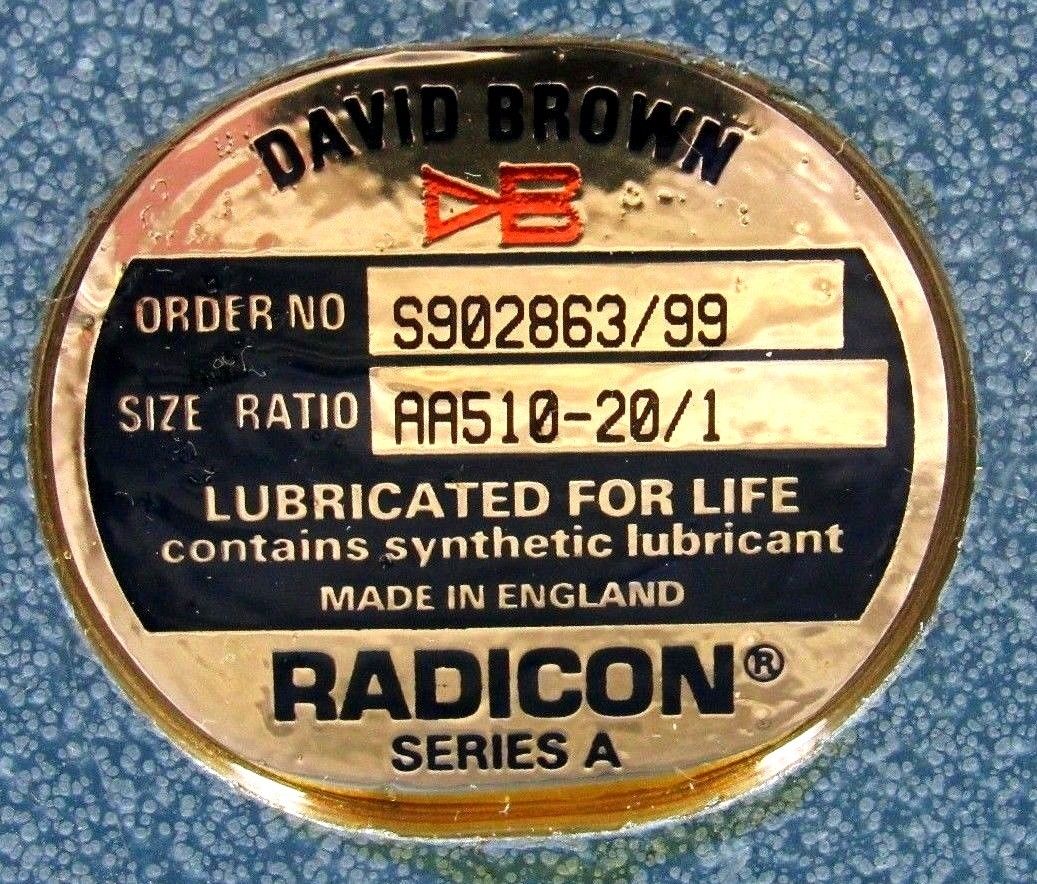 DAVID BROWN
DB
ORDER NO S902863/99
SIZE RATIO AA510-20/1
LUBRICATED FOR LIFE
contains synthetic lubricant
MADE IN ENGLAND
RADICON®
SERIES A